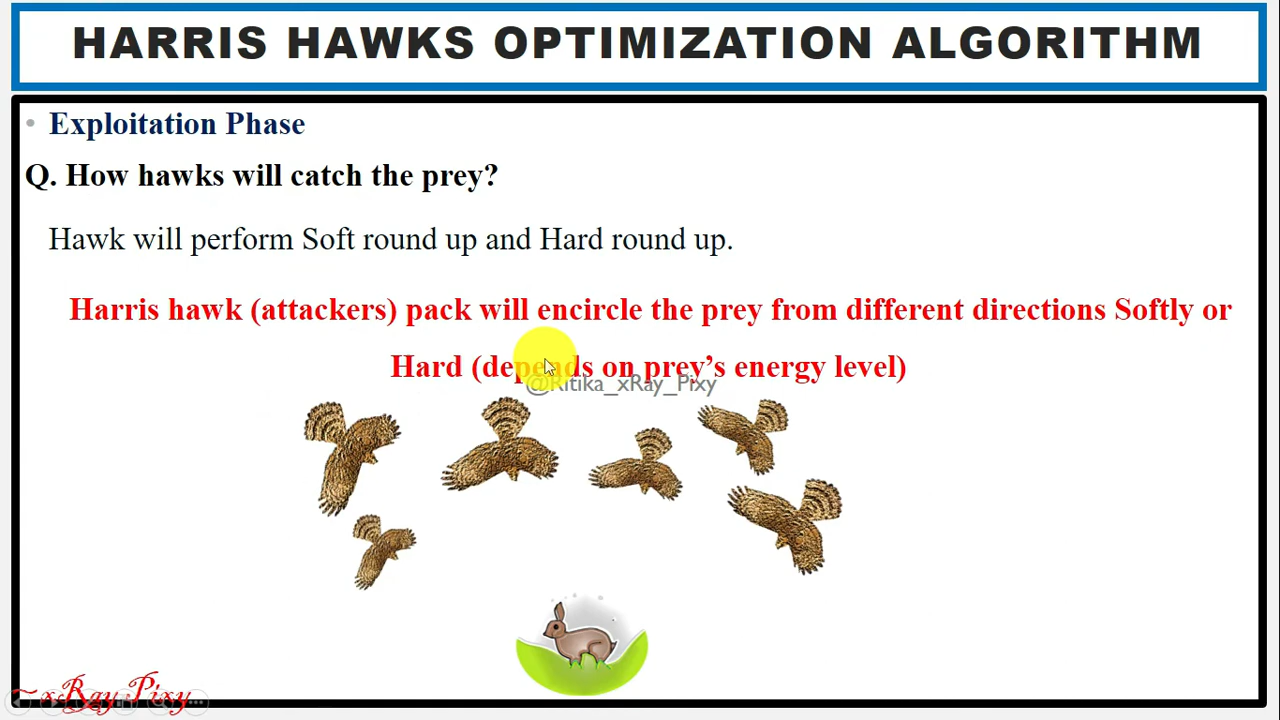 HARRIS HAWKS OPTIMIZATION ALGORITHM
• Exploitation Phase
Q. How hawks will catch the prey?
Hawk will perform Soft round up and Hard round up.
Harris hawk (attackers) pack will encircle the prey from different directions Softly or
Hard (depends on prey’s energy level)
@Ritika_xRay_Pixy
~xRay Pixy